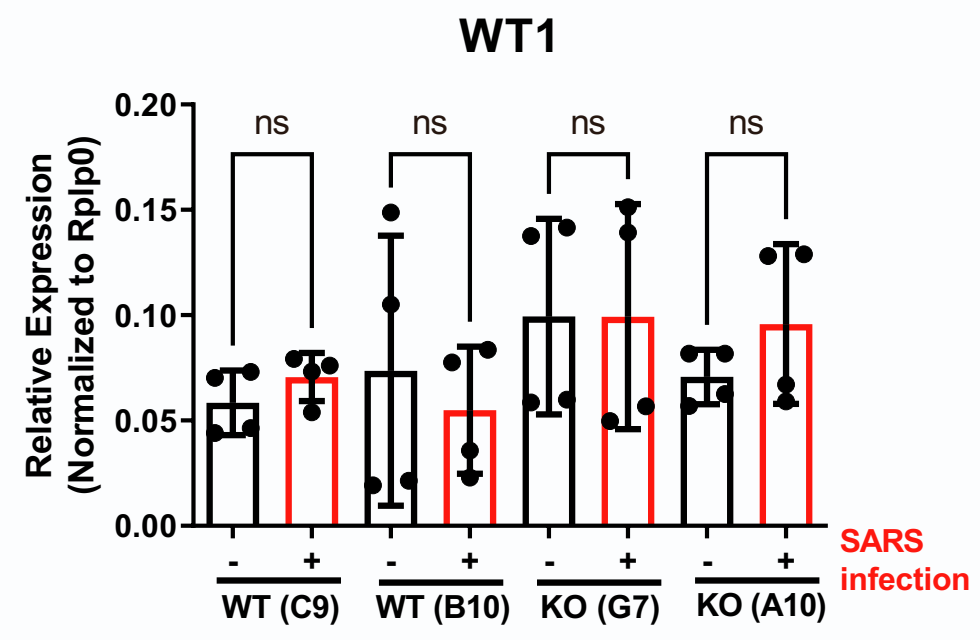 WT1
Relative Expression
(Normalized to Rplp0)
0.20
0.15
0.10
0.05
0.00
ns ns ns ns
- + - + - + - +
WT (C9) WT (B10) KO (G7) KO (A10)
SARS
infection